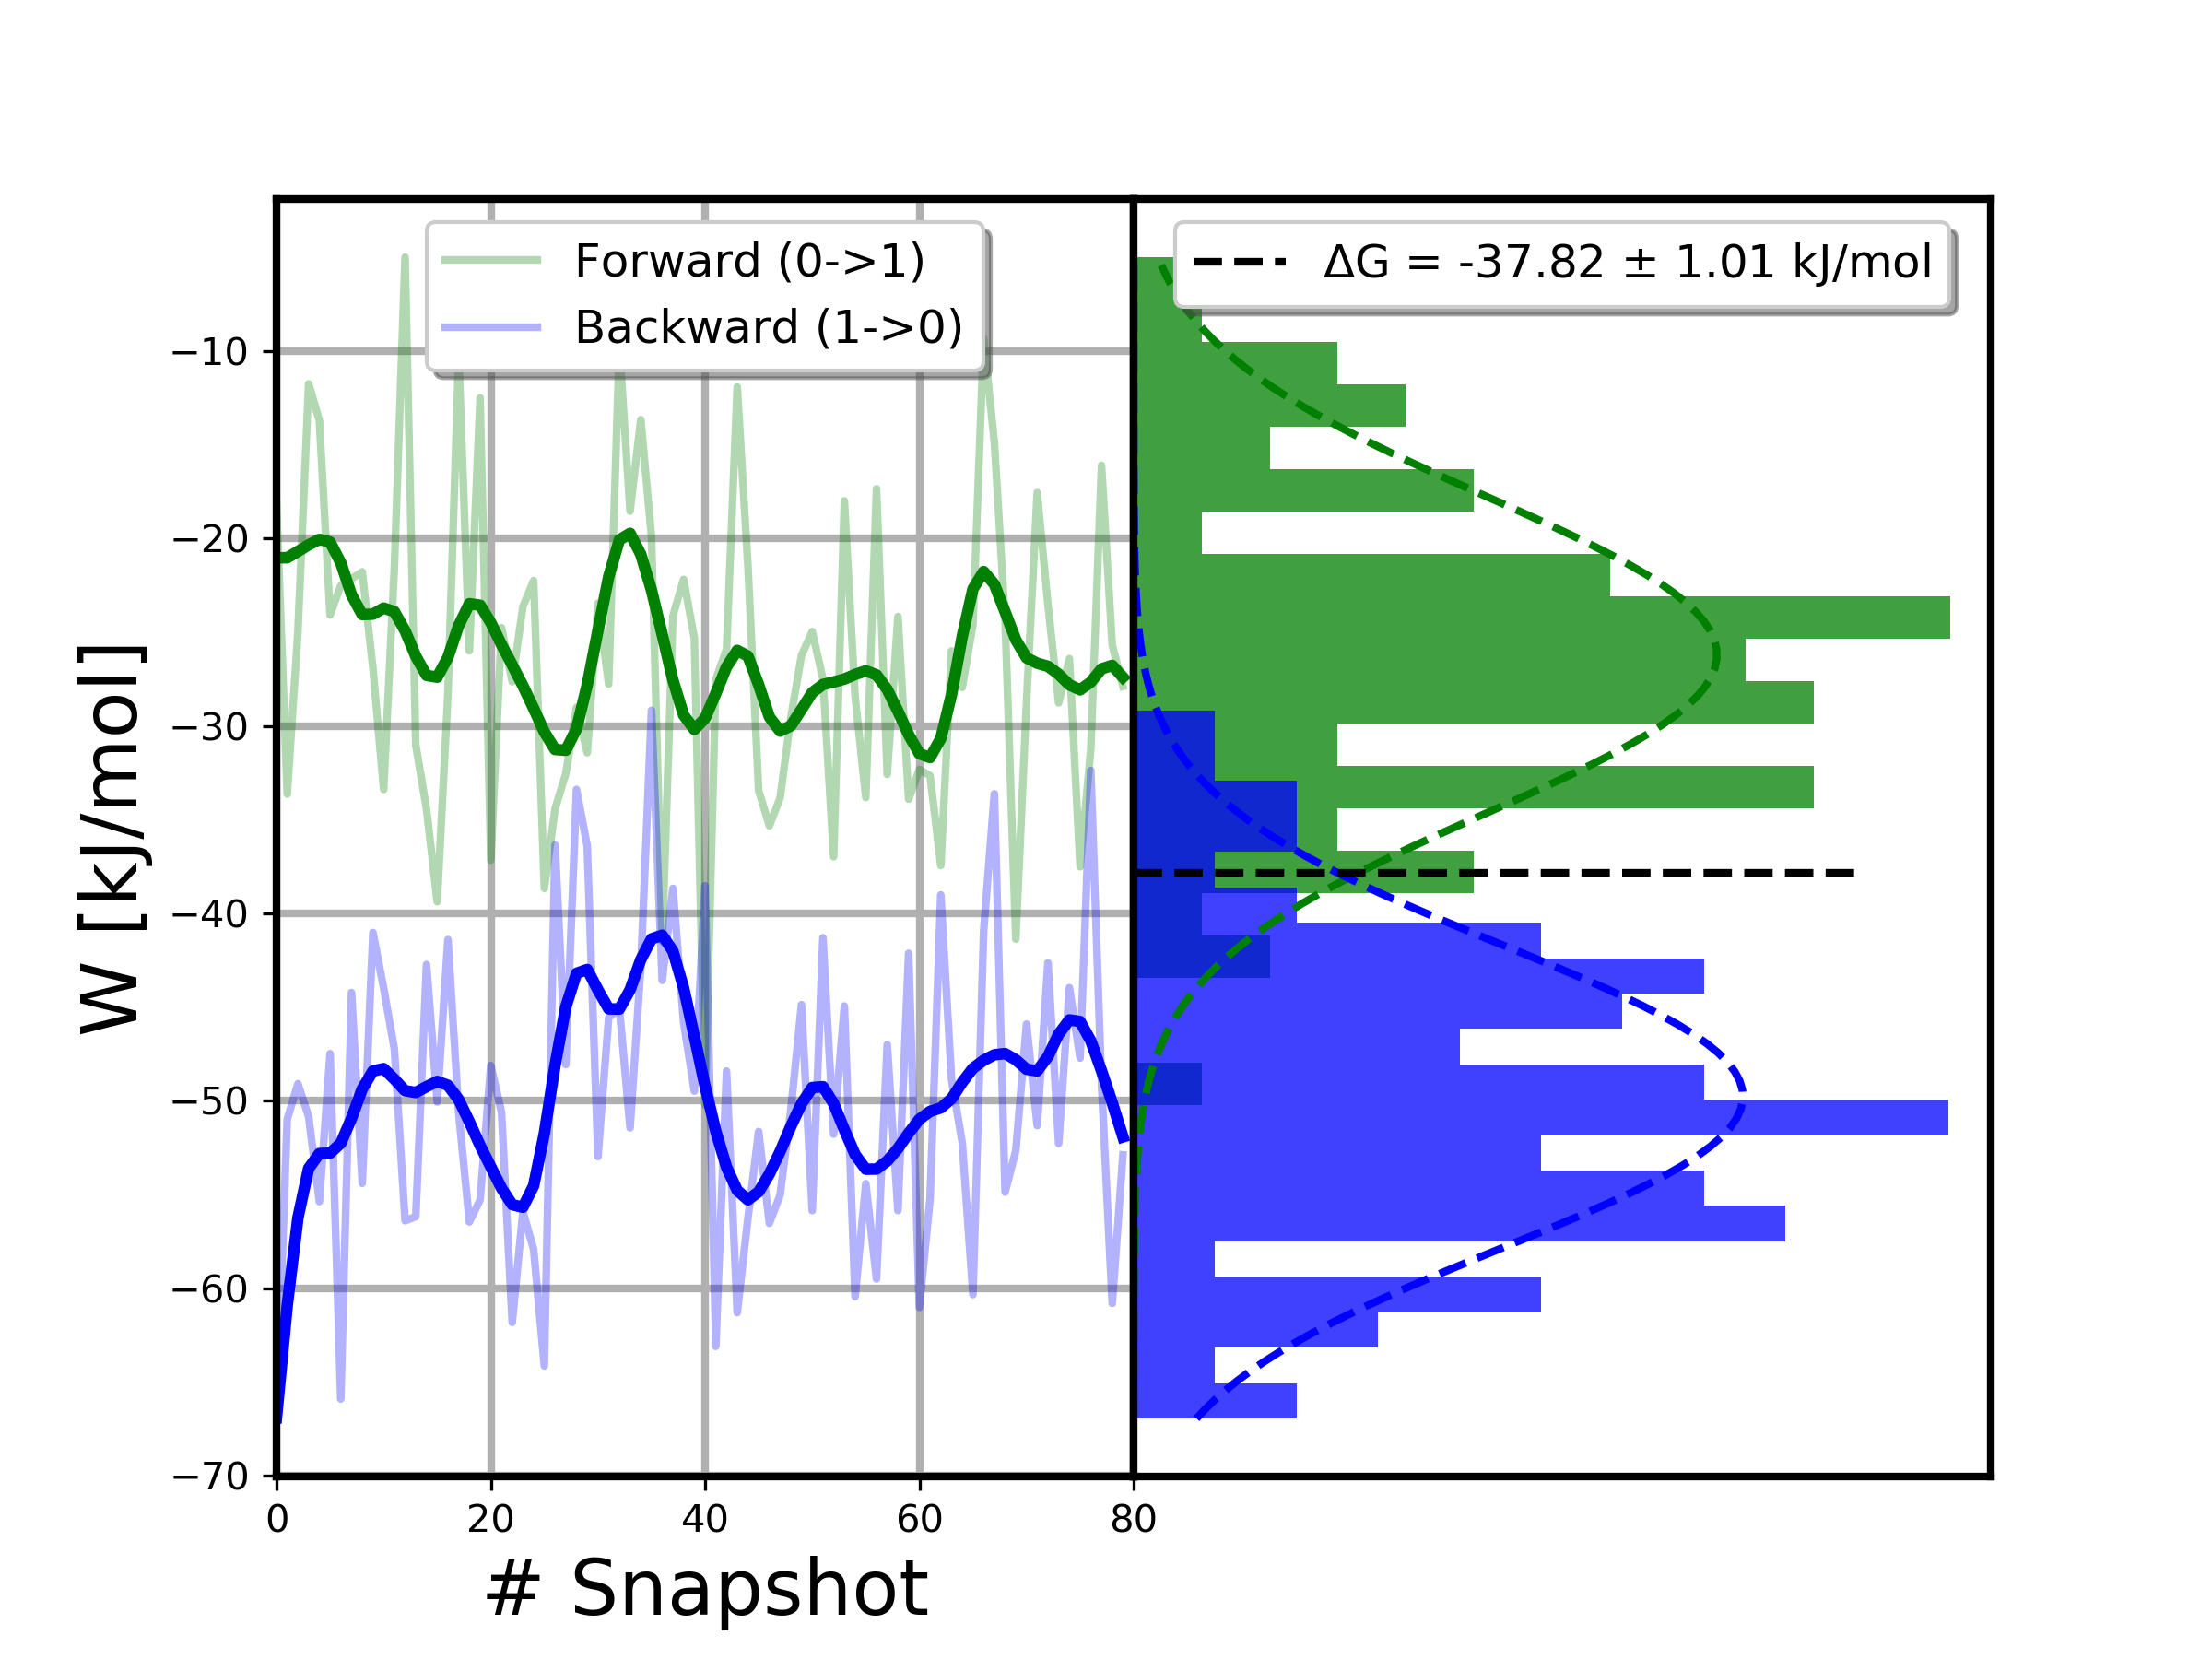 Forward (0->1)
Backward (1->0)
ΔG = -37.82 ± 1.01 kJ/mol
W [kJ/mol]
−10
−20
−30
−40
−50
−60
−70
0 20 40 60 80
# Snapshot